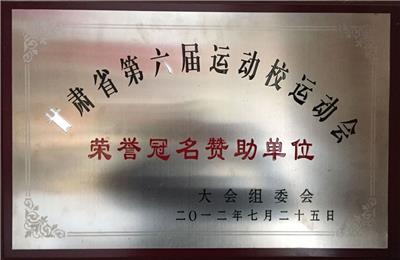 甘肃省第六届运动校运动会
荣誉冠名赞助单位
大会组委会
二〇一二年七月二十五日